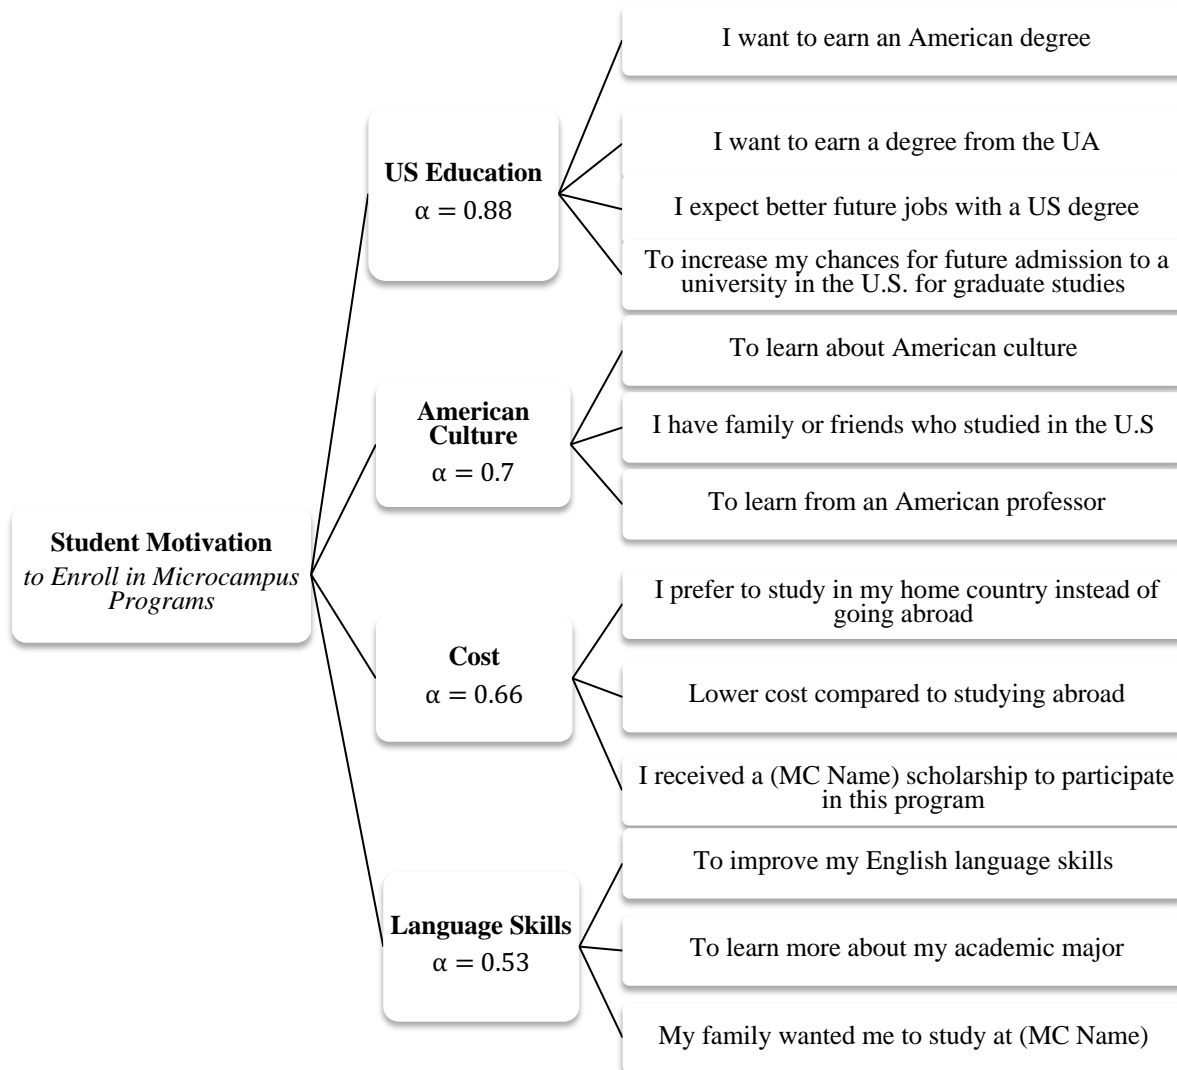 I want to earn an American degree
I want to earn a degree from the UA
US Education
α = 0.88
I expect better future jobs with a US degree
To increase my chances for future admission to a
university in the U.S. for graduate studies
To learn about American culture
American
Culture
α = 0.7
I have family or friends who studied in the U.S
To learn from an American professor
Student Motivation
to Enroll in Microcampus
Programs
I prefer to study in my home country instead of
going abroad
Cost
α = 0.66
Lower cost compared to studying abroad
I received a (MC Name) scholarship to participate
in this program
To improve my English language skills
Language Skills
α = 0.53
To learn more about my academic major
My family wanted me to study at (MC Name)